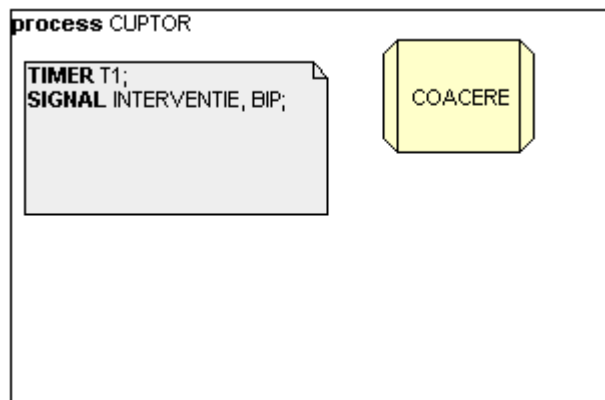 process CUPTOR
TIMER T1;
SIGNAL INTERVENTIE, BIP;
COACERE